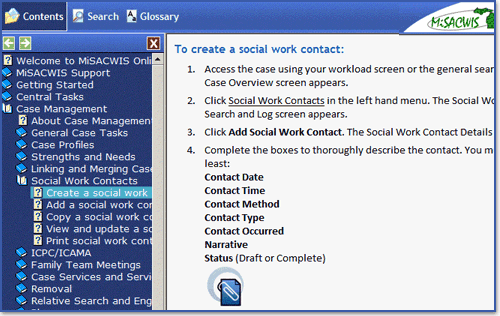 Contents
Search
Glossary
MiSACWIS
Welcome to MiSACWIS Onli
MiSACWIS Support
Getting Started
Central Tasks
Case Management
About Case Management
General Case Tasks
Case Profiles
Strengths and Needs
Linking and Merging Case
Social Work Contacts
Create a social work
Add a social work con
Copy a social work co
View and update a so
Print social work cont
ICPC/ICAMA
Family Team Meetings
Case Services and Servi
Removal
Relative Search and Eng
To create a social work contact:
1. Access the case using your workload screen or the general sear
Case Overview screen appears.
2. Click Social Work Contacts in the left hand menu. The Social Wo
Search and Log screen appears.
3. Click Add Social Work Contact. The Social Work Contact Details
4. Complete the boxes to thoroughly describe the contact. You m
least:
Contact Date
Contact Time
Contact Method
Contact Type
Contact Occurred
Narrative
Status (Draft or Complete)